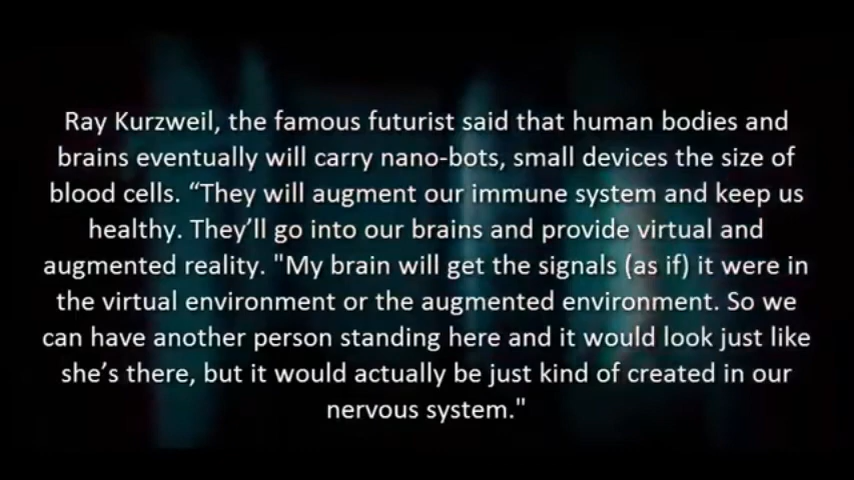 Ray Kurzweil, the famous futurist said that human bodies and
brains eventually will carry nano-bots, small devices the size of
blood cells. “They will augment our immune system and keep us
healthy. They’ll go into our brains and provide virtual and
augmented reality. "My brain will get the signals (as if) it were in
the virtual environment or the augmented environment. So we
can have another person standing here and it would look just like
she’s there, but it would actually be just kind of created in our
nervous system."